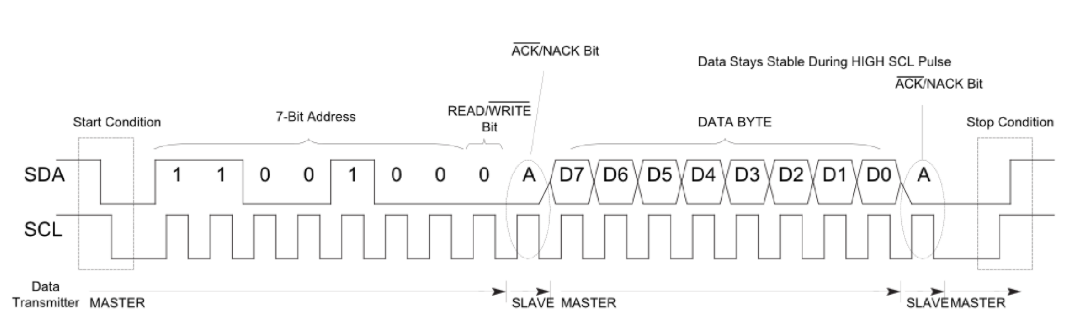 ACK/NACK Bit
Data Stays Stable During HIGH SCL Pulse
ACK/NACK Bit
READ/WRITE
Bit
Start Condition
7-Bit Address
DATA BYTE
Stop Condition
SDA 1 1 0 0 1 0 0 0 A D7 D6 D5 D4 D3 D2 D1 D0 A
SCL
Data
Transmitter MASTER SLAVE MASTER SLAVE MASTER